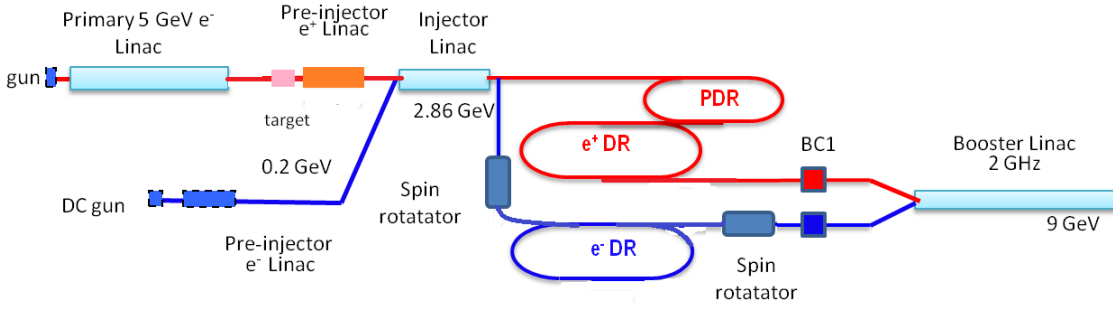 Primary 5 GeV e⁻
Linac
Pre-injector
e⁺ Linac
Injector
Linac
gun
target
2.86 GeV
PDR
e⁺ DR
BC1
Booster Linac
2 GHz
0.2 GeV
DC gun
Spin
rotatator
9 GeV
Pre-injector
e⁻ Linac
e⁻ DR
Spin
rotatator